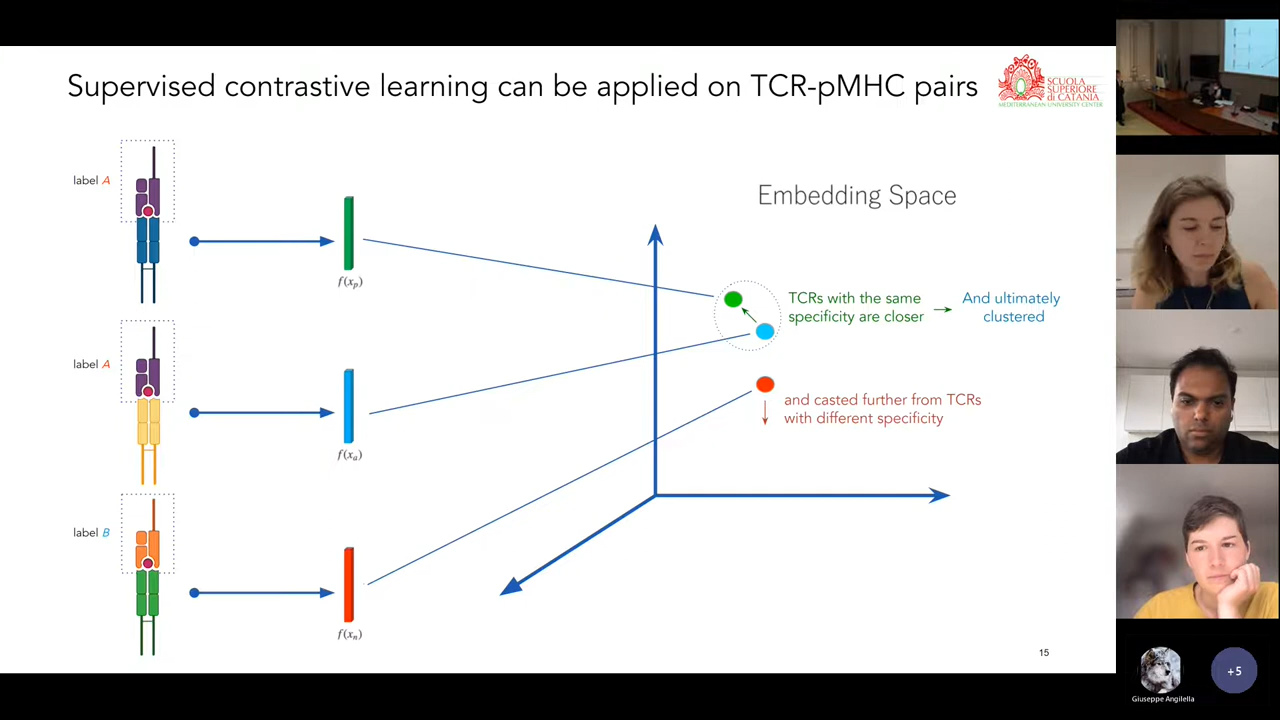 Supervised contrastive learning can be applied on TCR-pMHC pairs
SCUOLA
SUPERIORE
di CATANIA
MEDITERRANEAN UNIVERSITY CENTER
label A
f(xp)
Embedding Space
TCRs with the same
specificity are closer
And ultimately
clustered
label A
f(xa)
and casted further from TCRs
with different specificity
label B
f(xn)
15
+5
Giuseppe Angilella